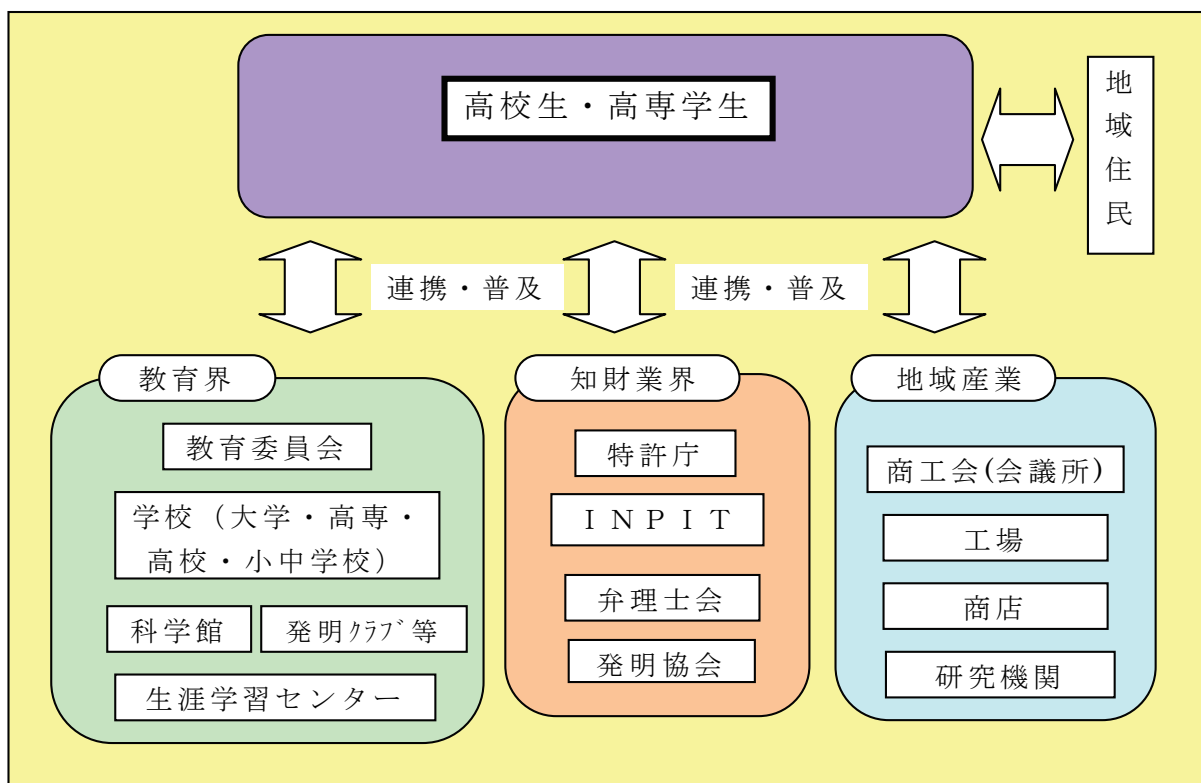 高校生・高専学生
地域住民
連携・普及
連携・普及
教育界
教育委員会
学校（大学・高専・
高校・小中学校）
科学館
発明ｸﾗﾌﾞ等
生涯学習センター
知財業界
特許庁
ＩＮＰＩＴ
弁理士会
発明協会
地域産業
商工会(会議所)
工場
商店
研究機関